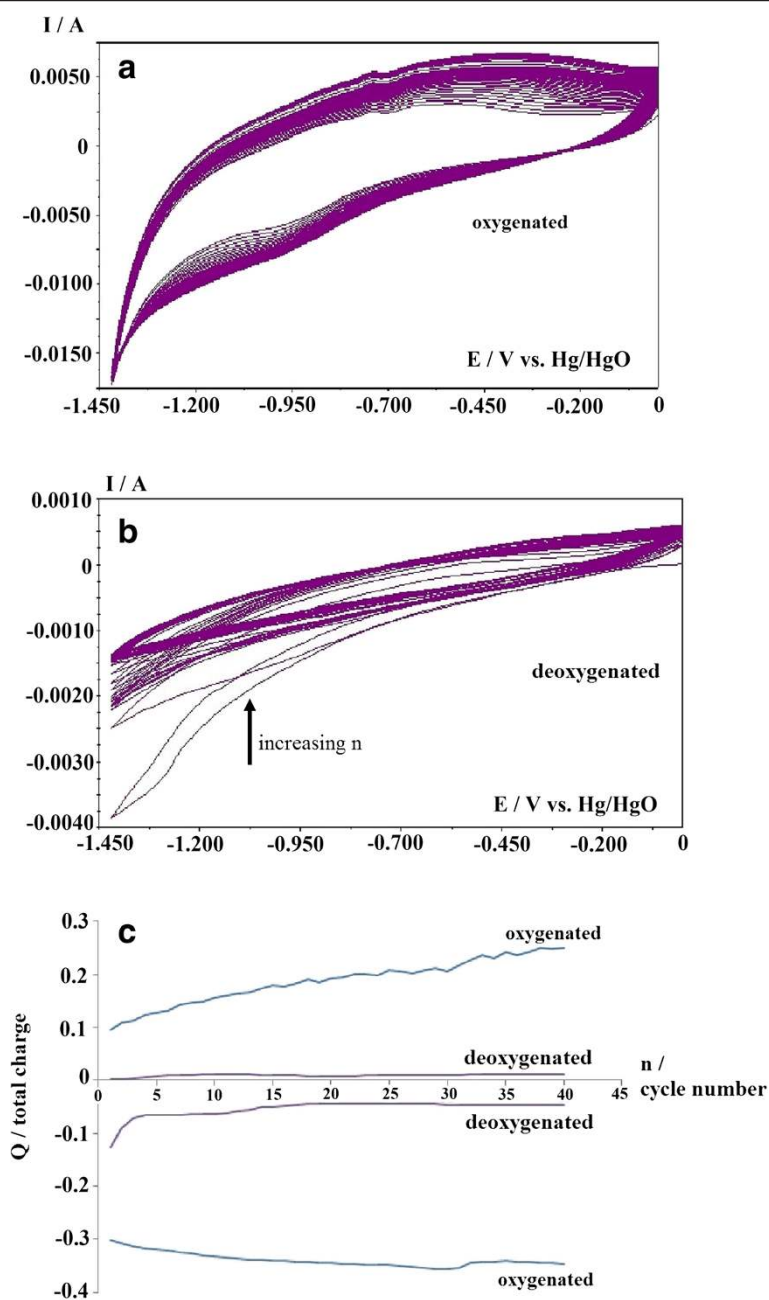 I / A
a
0.0050
0
-0.0050
-0.0100
-0.0150
oxygenated
E / V vs. Hg/HgO
-1.450 -1.200 -0.950 -0.700 -0.450 -0.200 0
I / A
b
0.0010
0
-0.0010
-0.0020
-0.0030
-0.0040
deoxygenated
increasing n
E / V vs. Hg/HgO
-1.450 -1.200 -0.950 -0.700 -0.450 -0.200 0
c
Q / total charge
0.3
0.2
0.1
0
-0.1
-0.2
-0.3
-0.4
oxygenated
deoxygenated
n /
cycle number
5 10 15 20 25 30 35 40 45
deoxygenated
oxygenated